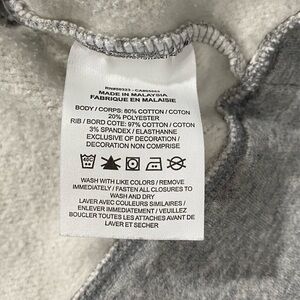 MADE IN MALAYSIA
FABRIQUE EN MALAISIE
BODY / CORPS: 80% COTTON / COTON
20% POLYESTER
RIB / BORD COTE: 97% COTTON / COTON
3% SPANDEX / ELASTHANNE
EXCLUSIVE OF DECORATION /
DECORATION NON COMPRISE
WASH WITH LIKE COLORS / REMOVE
IMMEDIATELY / FASTEN ALL CLOSURES TO
WASH AND DRY
LAVER AVEC COULEURS SIMILAIRES /
ENLEVER IMMEDIATEMENT / VEUILLEZ
BOUCLER TOUTES LES ATTACHES AVANT DE
LAVER ET SECHER